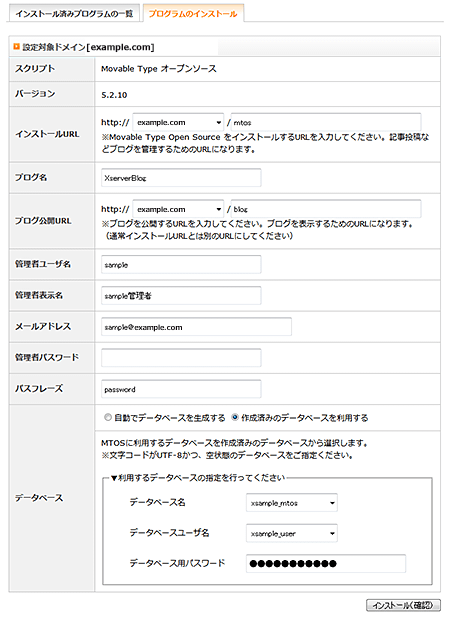 インストール済みプログラムの一覧 プログラムのインストール
設定対象ドメイン[example.com]
スクリプト Movable Type オープンソース
バージョン 5.2.10
インストールURL http:// example.com / mtos
※Movable Type Open Source をインストールするURLを入力してください。記事投稿な
どブログを管理するためのURLになります。
ブログ名 XserverBlog
ブログ公開URL http:// example.com / blog
※ブログを公開するURLを入力してください。ブログを表示するためのURLになります。
（通常インストールURLとは別のURLにしてください）
管理者ユーザ名 sample
管理者表示名 sample管理者
メールアドレス sample@example.com
管理者パスワード
パスフレーズ password
データベース
自動でデータベースを生成する 作成済みのデータベースを利用する
MTOSに利用するデータベースを作成済みのデータベースから選択します。
※文字コードがUTF-8かつ、空状態のデータベースをご指定ください。
▼利用するデータベースの指定を行ってください
データベース名 xsample_mtos
データベースユーザ名 xsample_user
データベース用パスワード ●●●●●●●●●●●
インストール(確認)